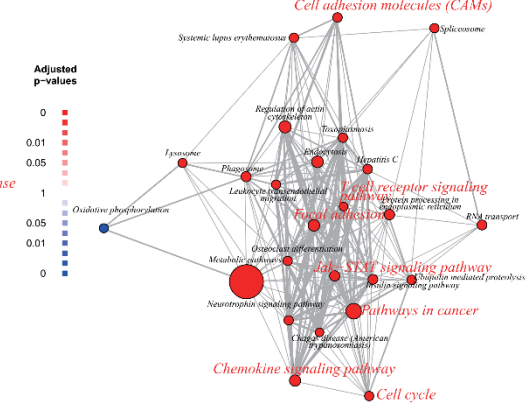 Cell adhesion molecules (CAMs)
Systemic lupus erythematosus
Spliceosome
Adjusted
p-values
0
0.01
0.05
1
0.05
0.01
0
Regulation of actin
cytoskeleton
Toxoplasmosis
Lysosome
Endocytosis
Hepatitis C
Phagosome
nse
Leukocyte transendothelial
migration
T cell receptor signaling
pathway
Protein processing in
endoplasmic reticulum
Oxidative phosphorylation
Focal adhesion
RNA transport
Osteoclast differentiation
Metabolic pathways
Jak-STAT signaling pathway
Ubiquitin mediated proteolysis
Insulin signaling pathway
Neurotrophin signaling pathway
Pathways in cancer
Chagas disease (American
trypanosomiasis)
Chemokine signaling pathway
Cell cycle